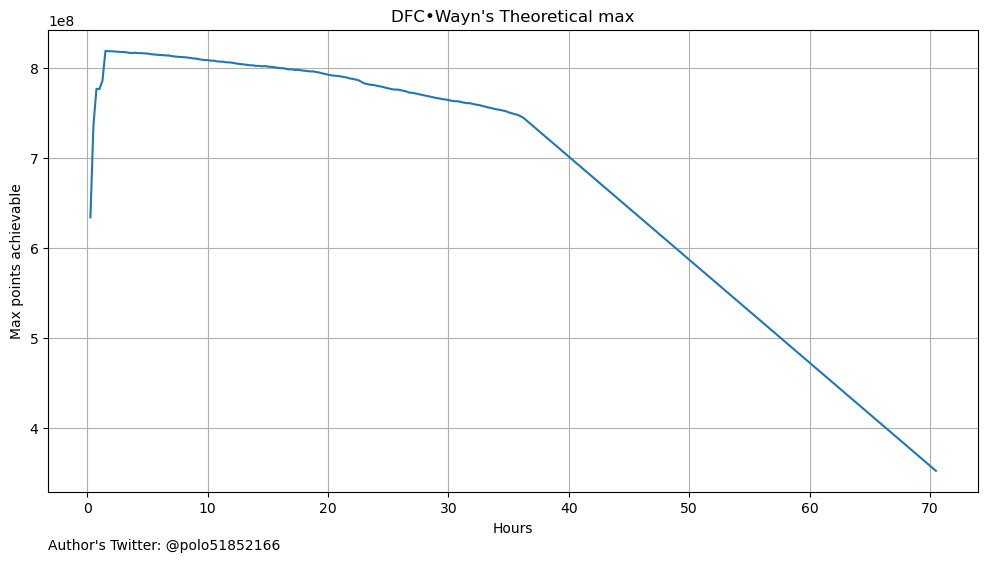 DFC•Wayn's Theoretical max
1e8
8
7
6
5
4
Max points achievable
0 10 20 30 40 50 60 70
Hours
Author's Twitter: @polo51852166